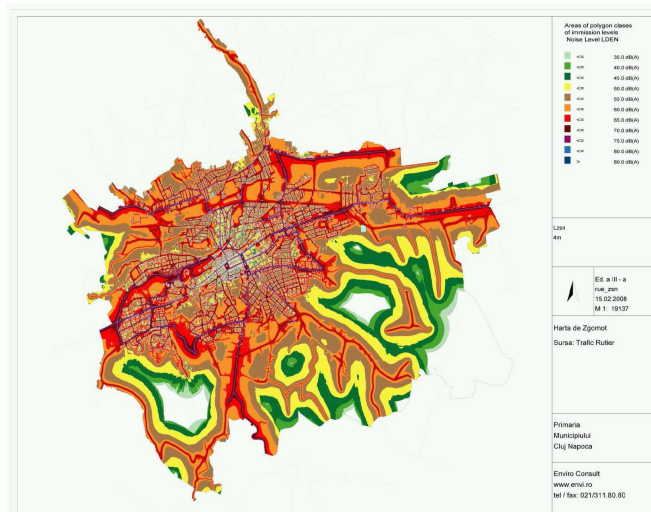 Areas of polygon clases
of immission levels
Noise Level LDEN
<= 35.0 dB(A)
<= 40.0 dB(A)
<= 45.0 dB(A)
<= 50.0 dB(A)
<= 55.0 dB(A)
<= 60.0 dB(A)
<= 65.0 dB(A)
<= 70.0 dB(A)
<= 75.0 dB(A)
<= 80.0 dB(A)
> 80.0 dB(A)
Lzsn
4m
Ed. a III - a
rue_zsn
15.02.2008
M 1: 19137
Harta de Zgomot
Sursa: Trafic Rutier
Primaria
Municipiului
Cluj Napoca
Enviro Consult
www.envi.ro
tel / fax: 021/311.80.80